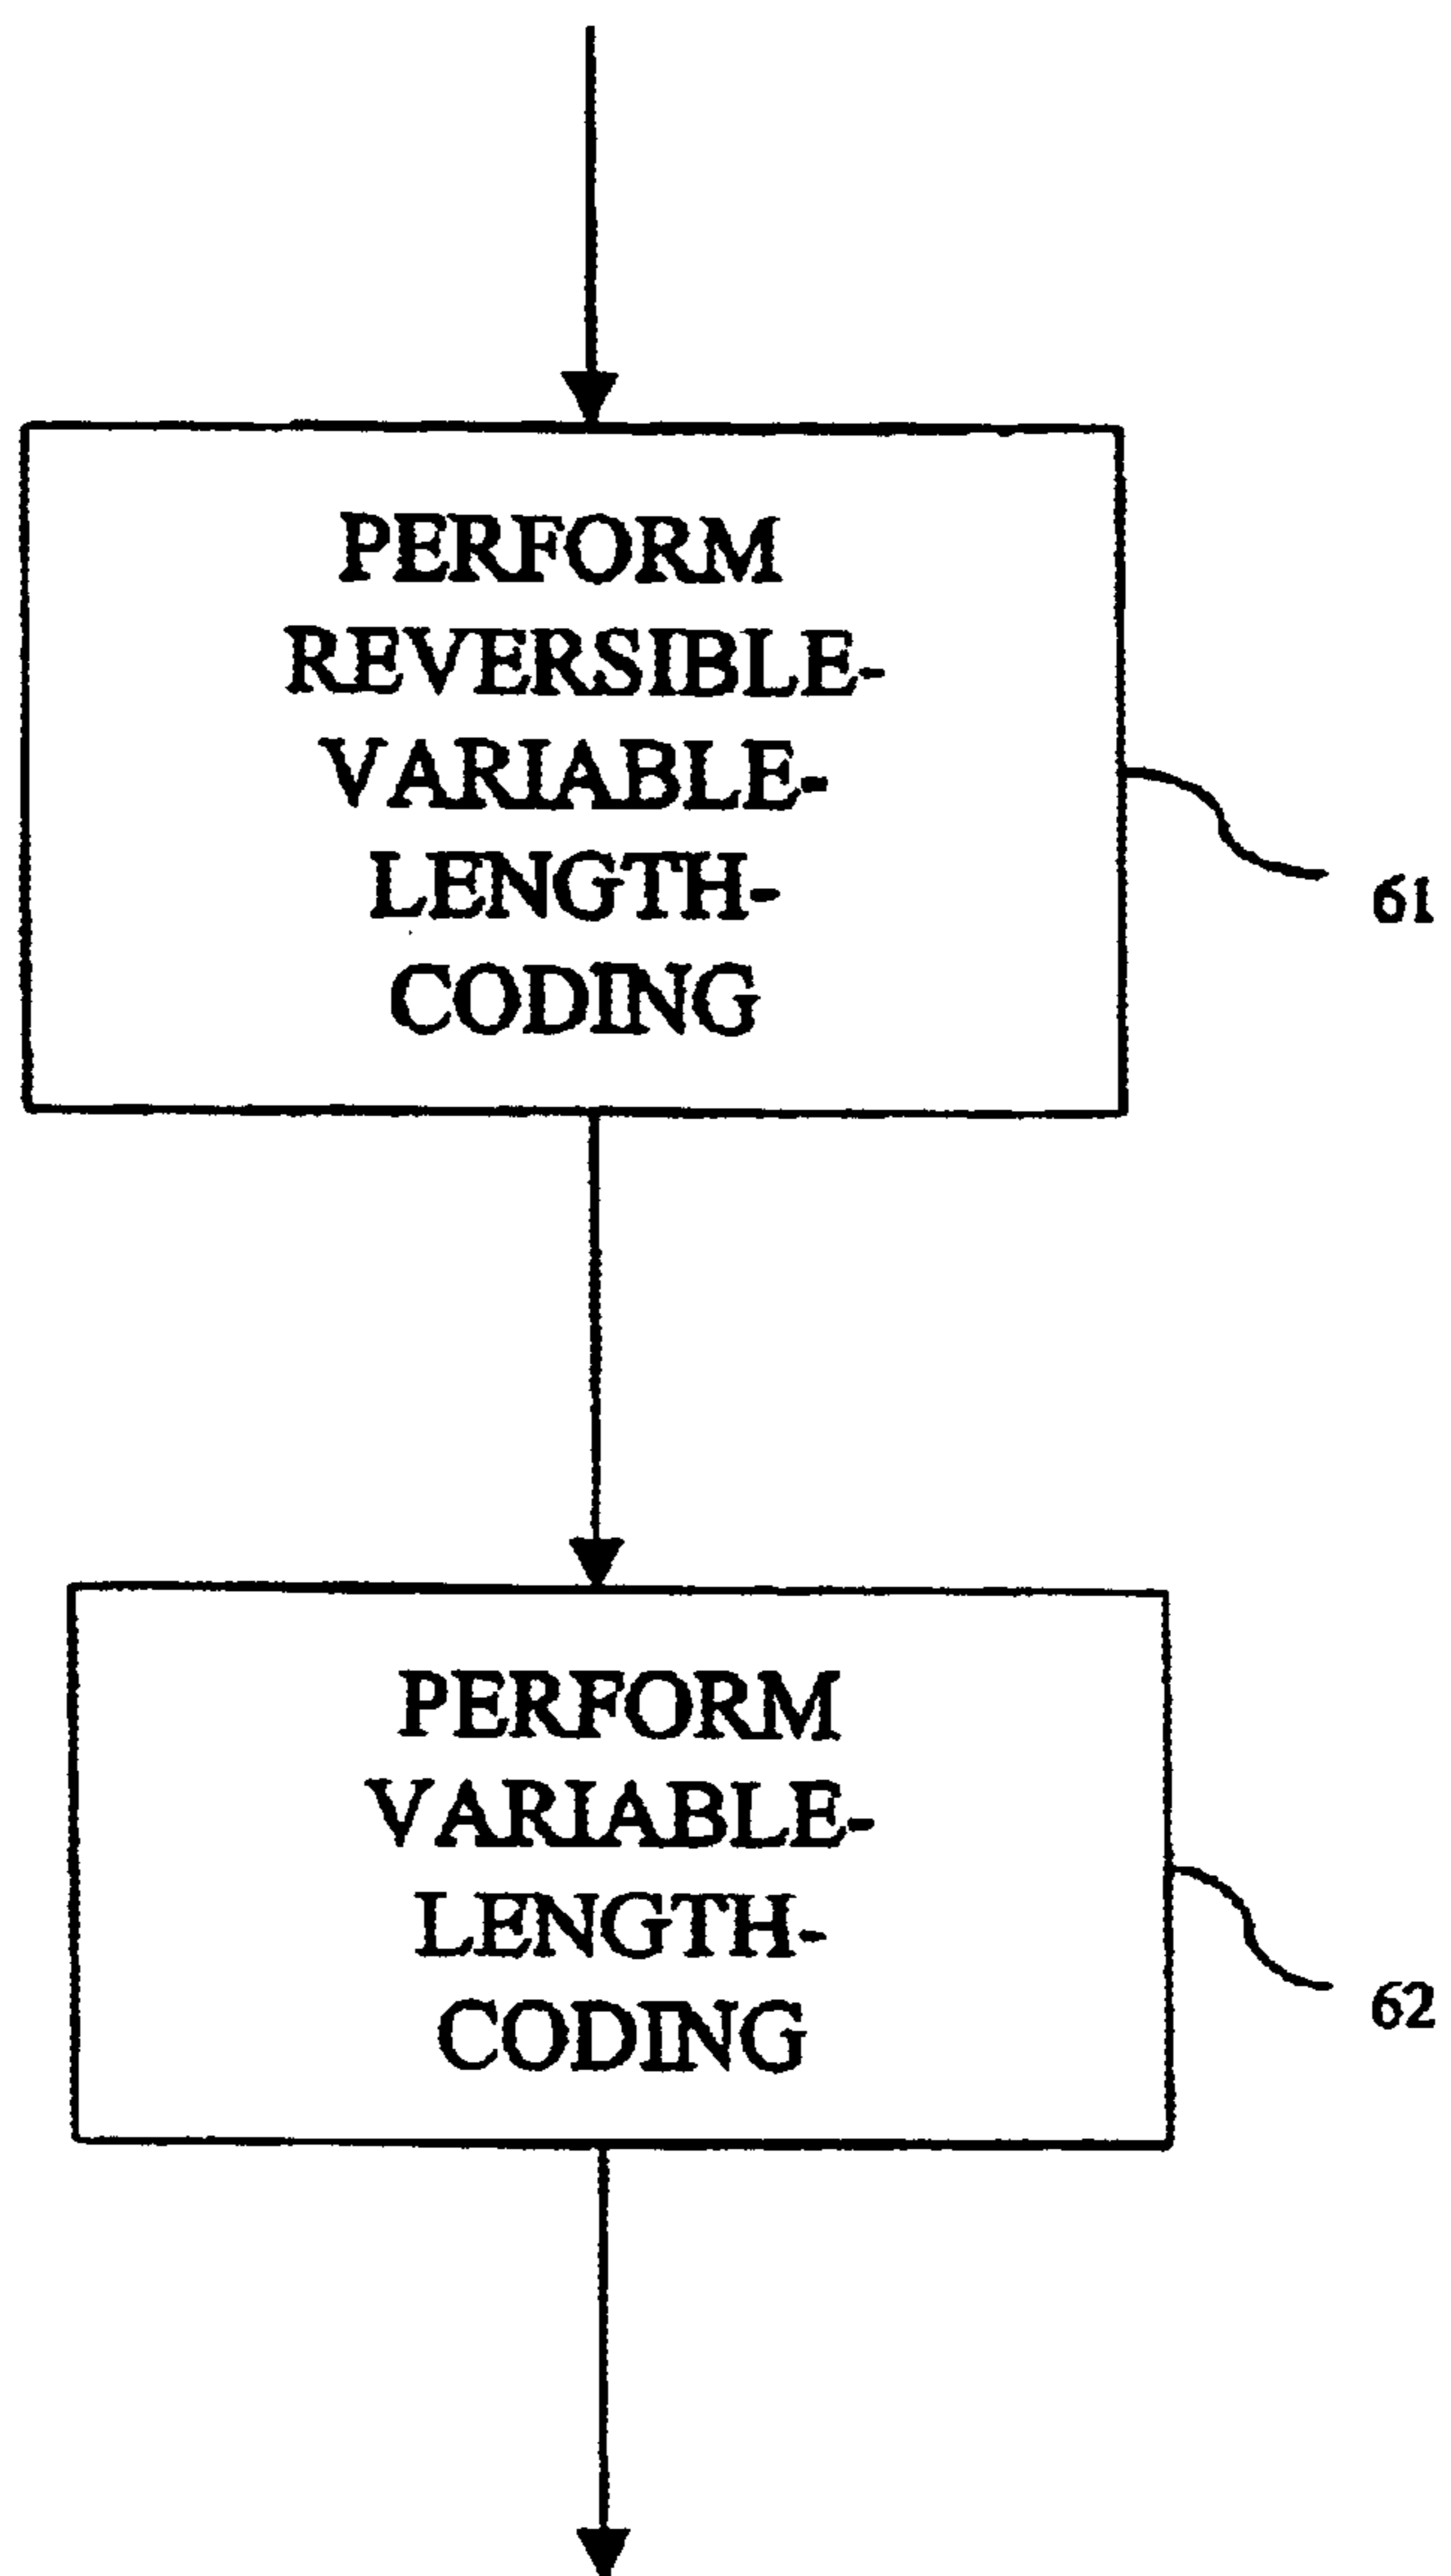 PERFORM
REVERSIBLE-
VARIABLE-
LENGTH-
CODING
61
PERFORM
VARIABLE-
LENGTH-
CODING
62